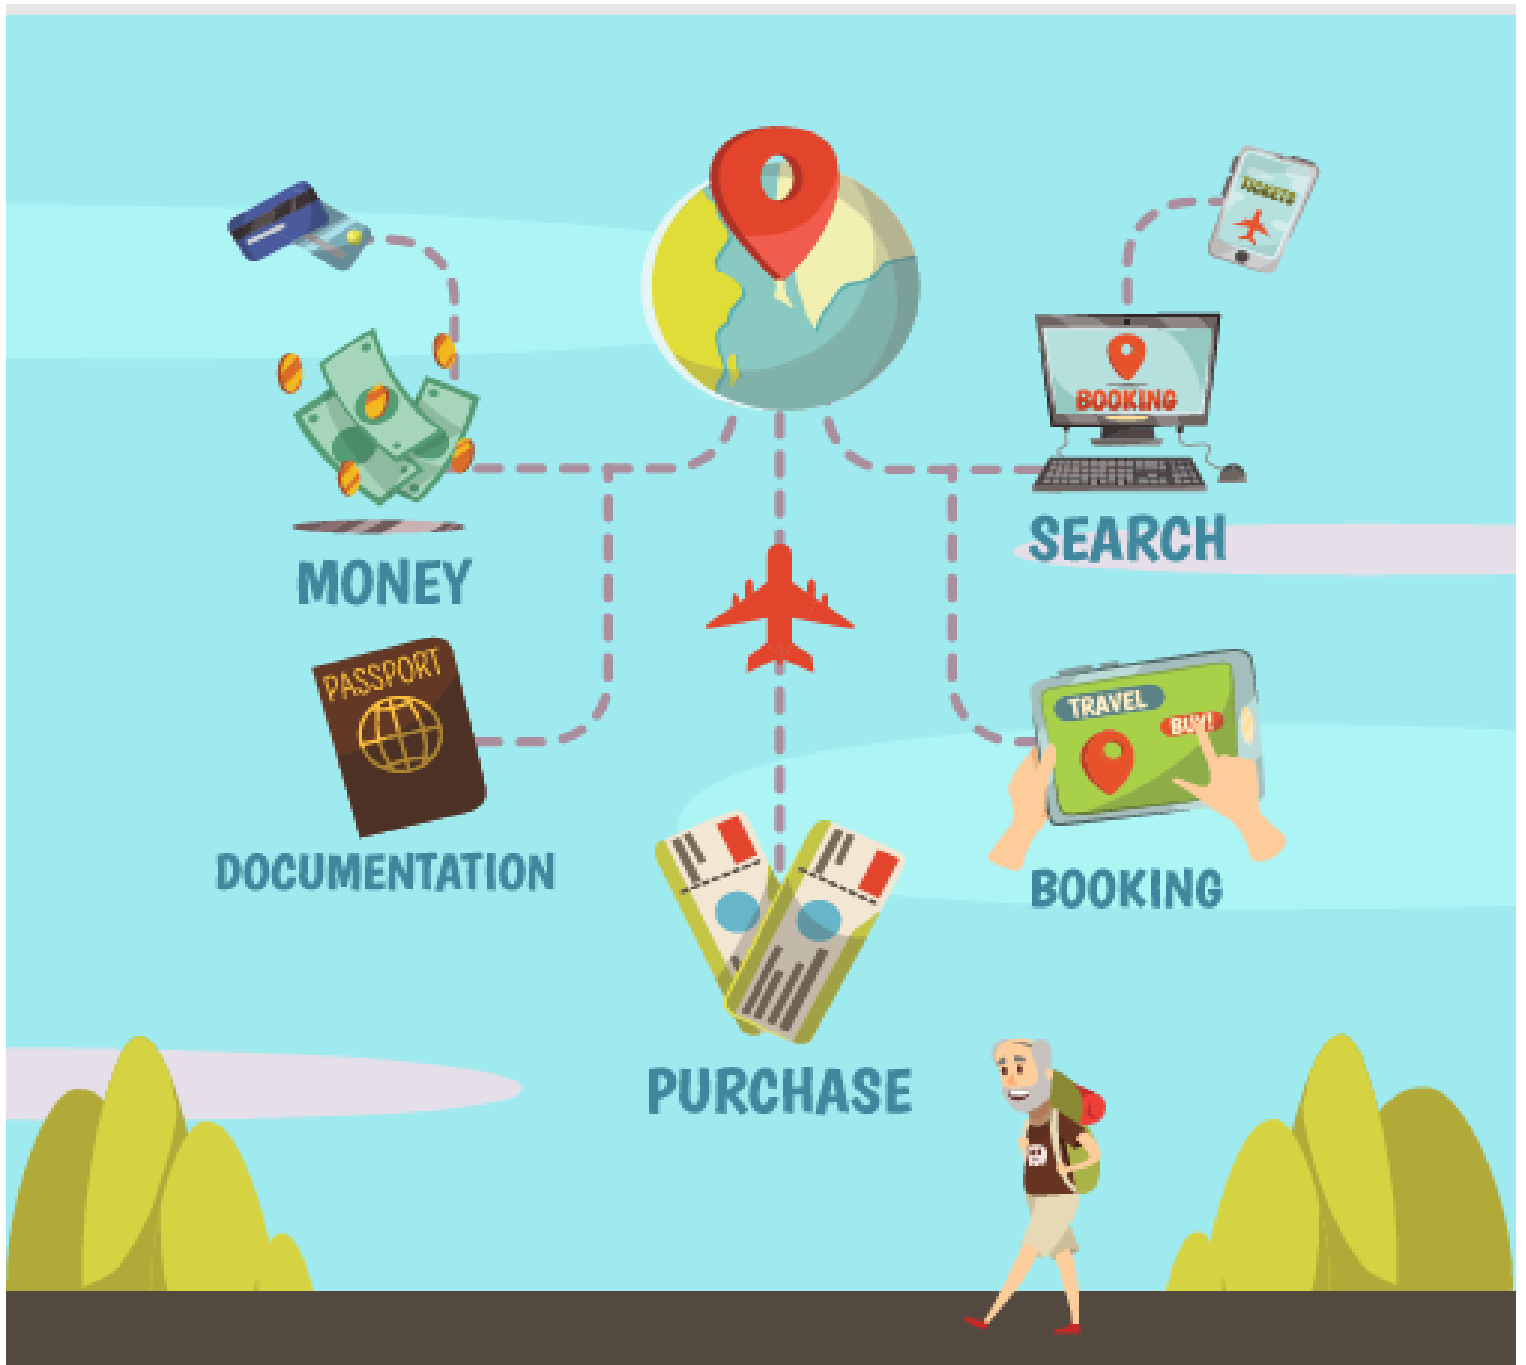 TICKETS
BOOKING
SEARCH
MONEY
PASSPORT
TRAVEL
BUY!
DOCUMENTATION
BOOKING
PURCHASE